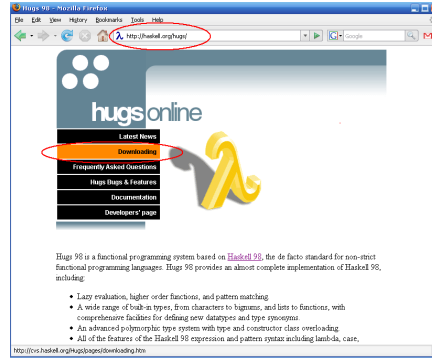 Hugs 98 - Mozilla Firefox
File Edit View History Bookmarks Tools Help
http://haskell.org/hugs/
Google
hugs online
Latest News
Downloading
Frequently Asked Questions
Hugs Bugs & Features
Documentation
Developers' page
Hugs 98 is a functional programming system based on Haskell 98, the de facto standard for non-strict
functional programming languages. Hugs 98 provides an almost complete implementation of Haskell 98,
including:
• Lazy evaluation, higher order functions, and pattern matching.
• A wide range of built-in types, from characters to bignums, and lists to functions, with
comprehensive facilities for defining new datatypes and type synonyms.
• An advanced polymorphic type system with type and constructor class overloading.
• All of the features of the Haskell 98 expression and pattern syntax including lambda, case,
http://cvs.haskell.org/Hugs/pages/downloading.htm